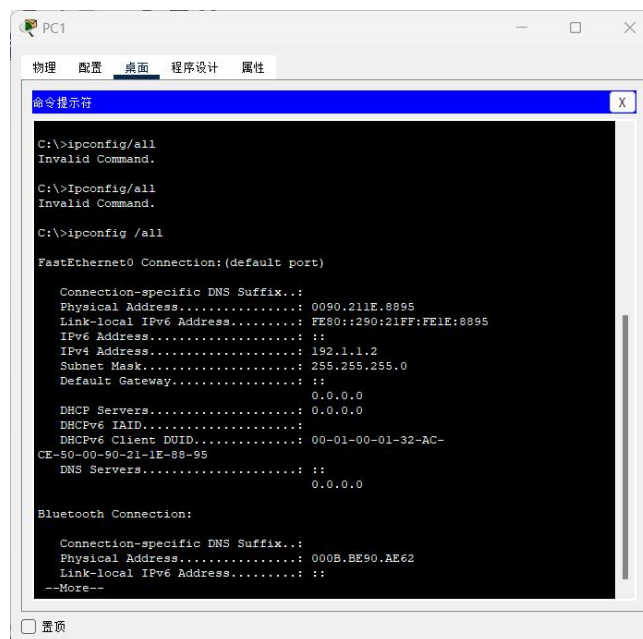 PC1
物理 配置 桌面 程序设计 属性
命令提示符
X
C:\>ipconfig/all
Invalid Command.
C:\>Ipconfig/all
Invalid Command.
C:\>ipconfig /all
FastEthernet0 Connection:(default port)
Connection-specific DNS Suffix..:
Physical Address................: 0090.211E.8895
Link-local IPv6 Address.........: FE80::290:21FF:FE1E:8895
IPv6 Address....................: ::
IPv4 Address....................: 192.1.1.2
Subnet Mask.....................: 255.255.255.0
Default Gateway.................: ::
0.0.0.0
DHCP Servers....................: 0.0.0.0
DHCPv6 IAID.....................:
DHCPv6 Client DUID..............: 00-01-00-01-32-AC-
CE-50-00-90-21-1E-88-95
DNS Servers.....................: ::
0.0.0.0
Bluetooth Connection:
Connection-specific DNS Suffix..:
Physical Address................: 000B.BE90.AE62
Link-local IPv6 Address.........: ::
--More--
置顶